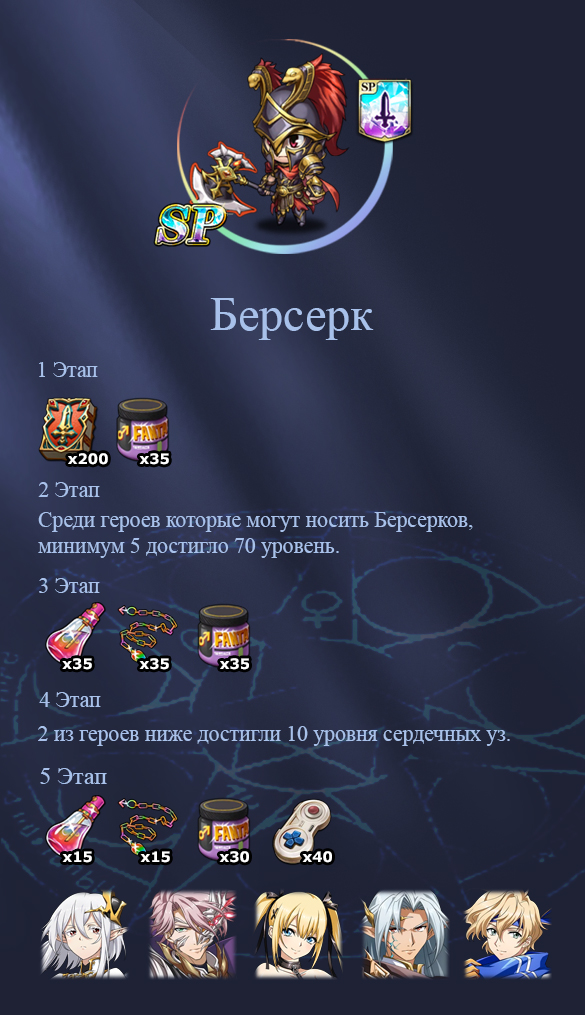 SP
SP
Берсерк
1 Этап
x200
x35
2 Этап
Среди героев которые могут носить Берсерков,
минимум 5 достигло 70 уровень.
3 Этап
x35
x35
x35
4 Этап
2 из героев ниже достигли 10 уровня сердечных уз.
5 Этап
x15
x15
x30
x40